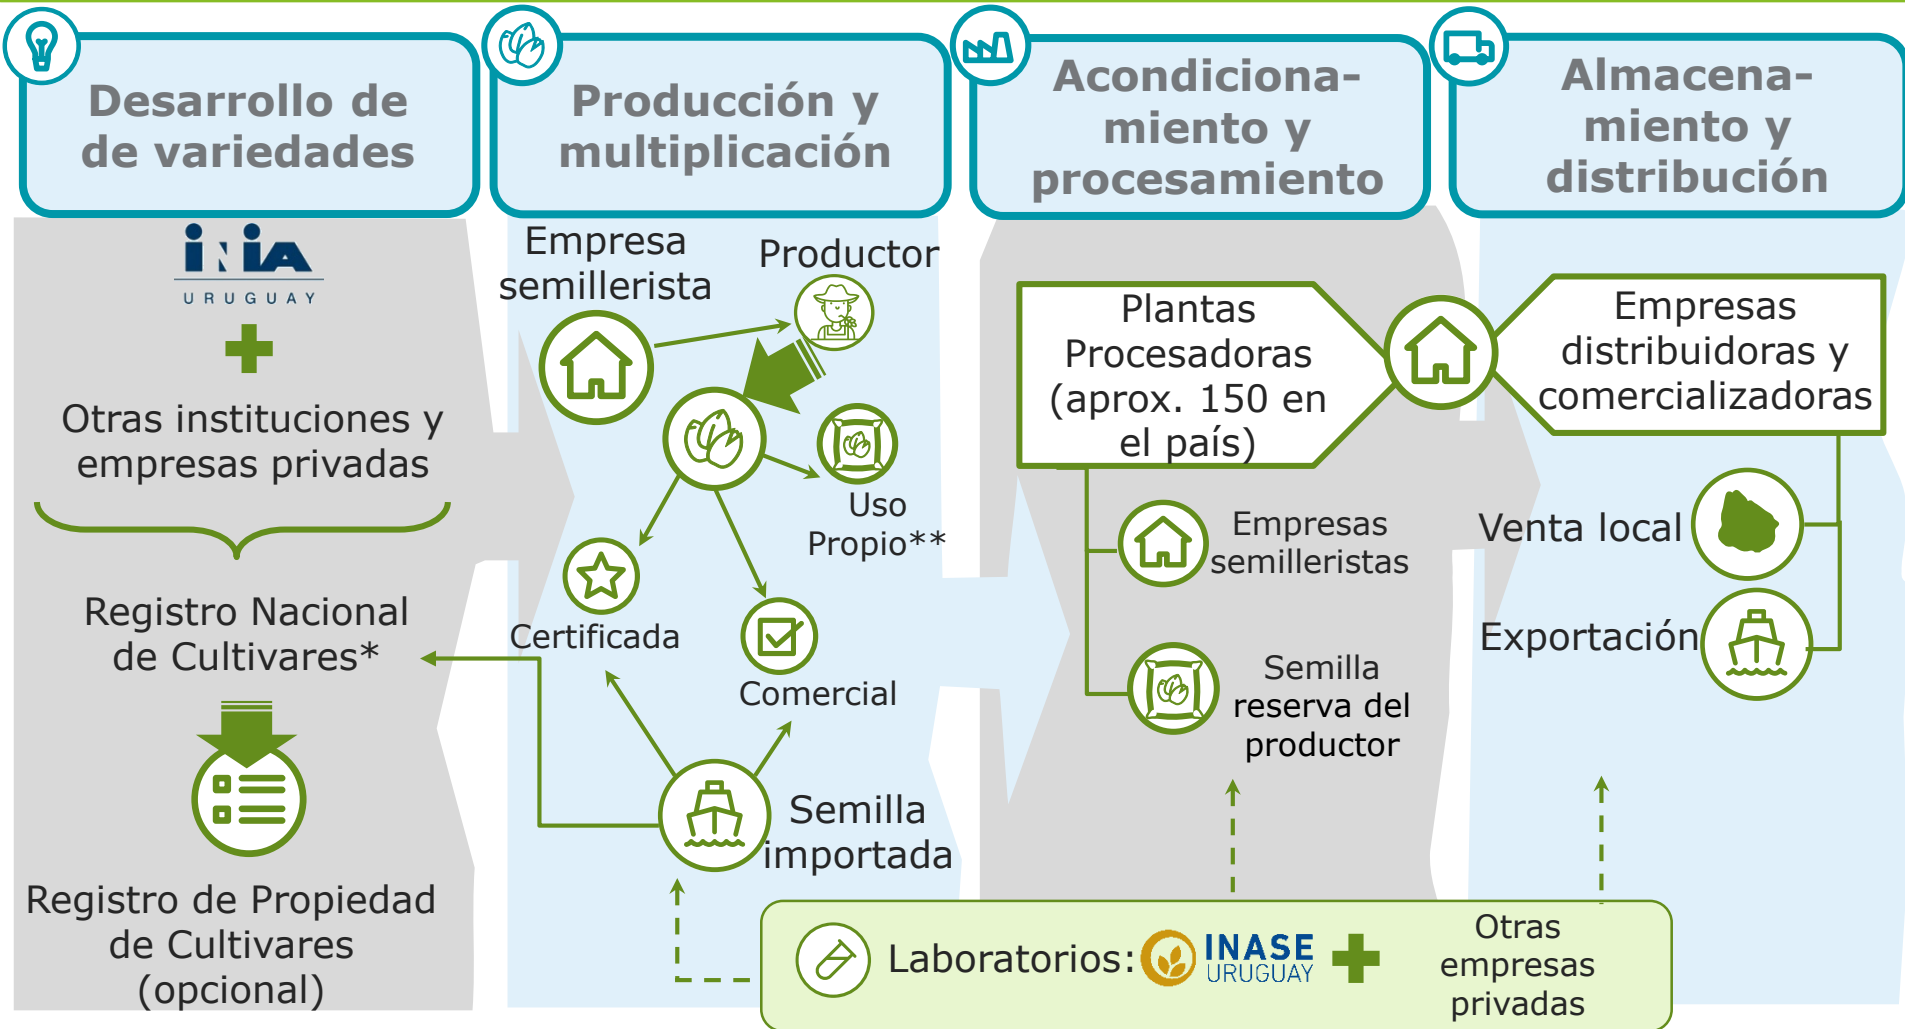 Desarrollo de
de variedades
Producción y
multiplicación
Acondiciona-
miento y
procesamiento
Almacena-
miento y
distribución
iNiA
URUGUAY
Otras instituciones y
empresas privadas
Registro Nacional
de Cultivares*
Registro de Propiedad
de Cultivares
(opcional)
Empresa
semillerista
Productor
Uso
Propio**
Certificada
Comercial
Semilla
importada
Plantas
Procesadoras
(aprox. 150 en
el país)
Empresas
semilleristas
Semilla
reserva del
productor
Empresas
distribuidoras y
comercializadoras
Venta local
Exportación
Laboratorios:
INASE
URUGUAY
Otras
empresas
privadas